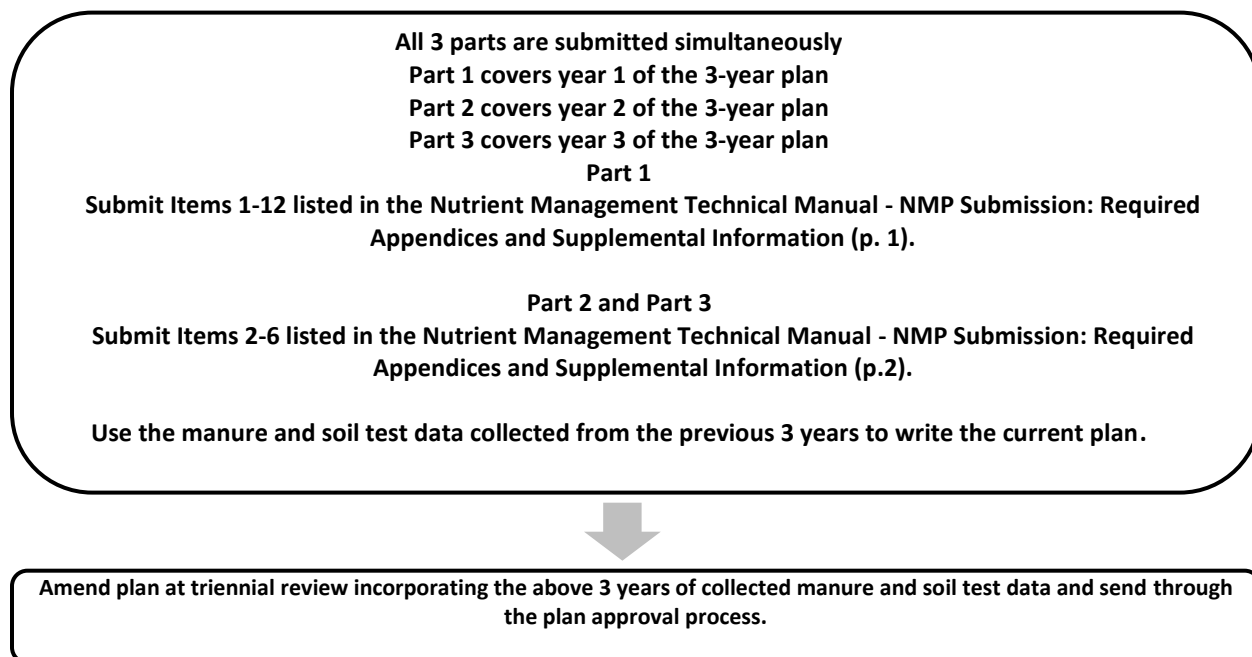 All 3 parts are submitted simultaneously
Part 1 covers year 1 of the 3-year plan
Part 2 covers year 2 of the 3-year plan
Part 3 covers year 3 of the 3-year plan
Part 1
Submit Items 1-12 listed in the Nutrient Management Technical Manual - NMP Submission: Required
Appendices and Supplemental Information (p. 1).
Part 2 and Part 3
Submit Items 2-6 listed in the Nutrient Management Technical Manual - NMP Submission: Required
Appendices and Supplemental Information (p.2).
Use the manure and soil test data collected from the previous 3 years to write the current plan.
Amend plan at triennial review incorporating the above 3 years of collected manure and soil test data and send through
the plan approval process.